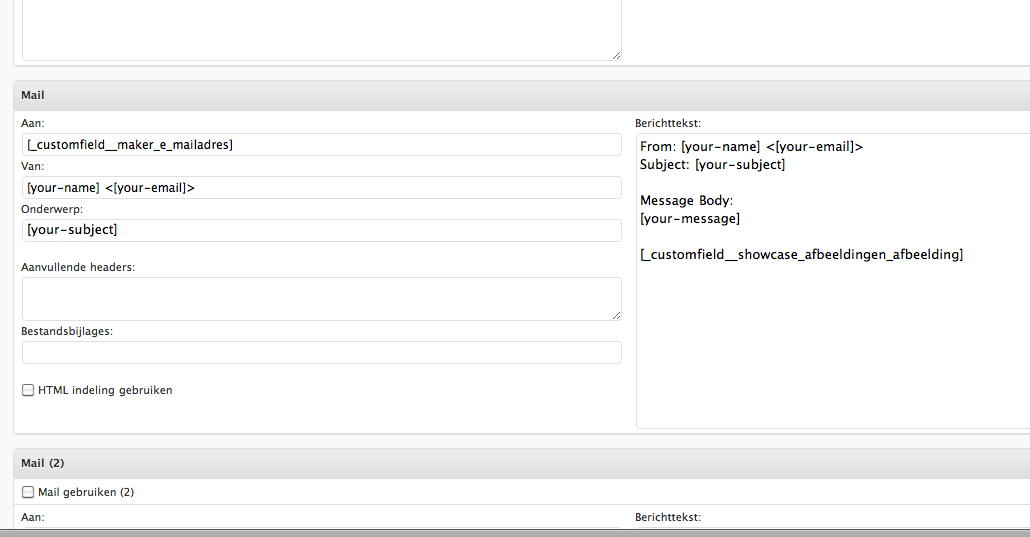 Mail
Aan:
[_customfield__maker_e_mailadres]
Van:
[your-name] <[your-email]>
Onderwerp:
[your-subject]
Aanvullende headers:
Bestandsbijlages:
HTML indeling gebruiken
Berichttekst:
From: [your-name] <[your-email]>
Subject: [your-subject]
Message Body:
[your-message]
[_customfield__showcase_afbeeldingen_afbeelding]
Mail (2)
Mail gebruiken (2)
Aan:
Berichttekst: